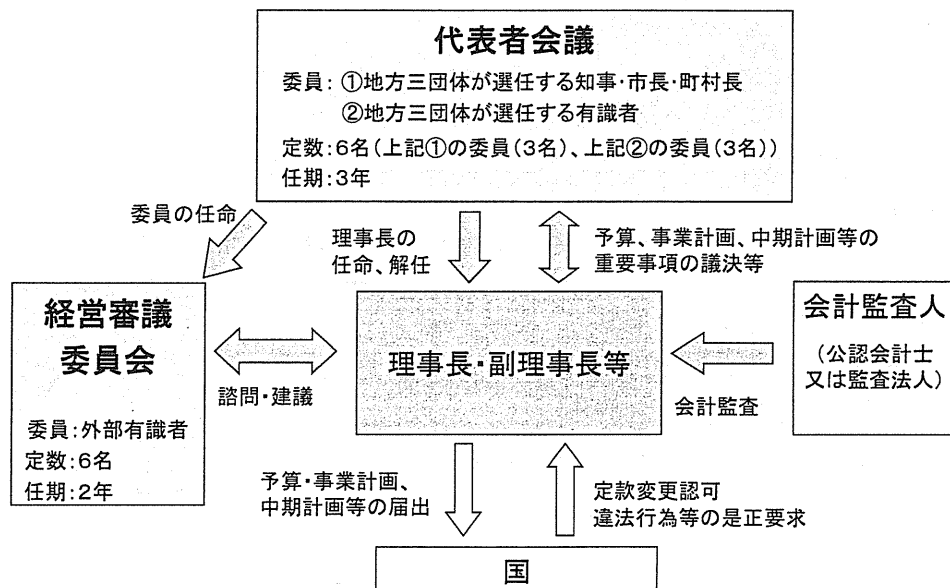 代表者会議
委員：①地方三団体が選任する知事・市長・町村長
②地方三団体が選任する有識者
定数：6名（上記①の委員（3名）、上記②の委員（3名））
任期：3年
委員の任命
理事長の
任命、解任
予算、事業計画、中期計画等の
重要事項の議決等
経営審議
委員会
委員：外部有識者
定数：6名
任期：2年
諮問・建議
理事長・副理事長等
会計監査人
（公認会計士
又は監査法人）
会計監査
予算・事業計画、
中期計画等の届出
定款変更認可
違法行為等の是正要求
国